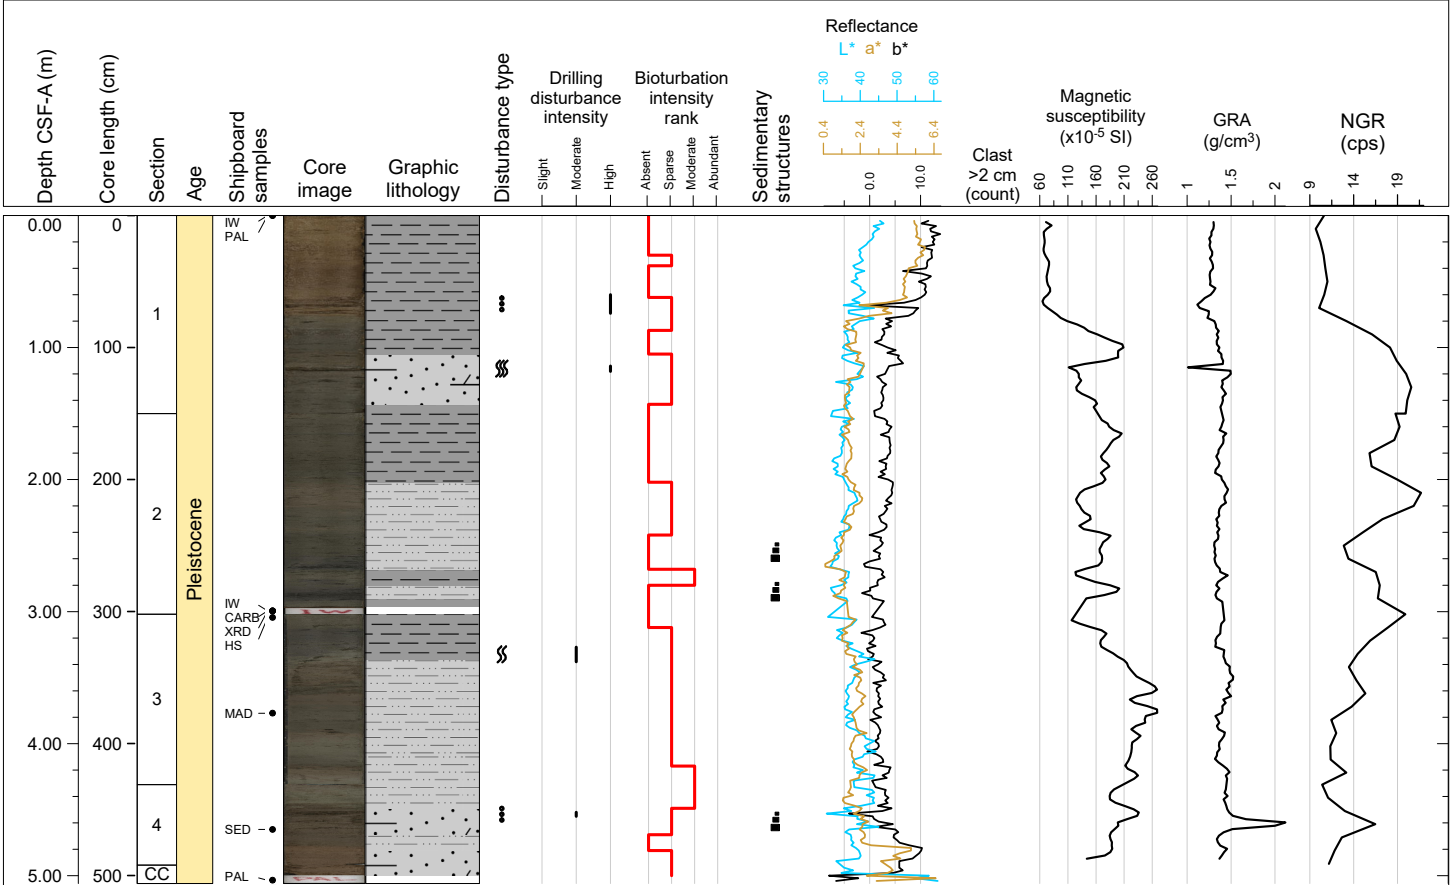 Depth CSF-A (m)
Core length (cm)
Section
Age
Shipboard
samples
Core
image
Graphic
lithology
Disturbance type
Drilling
disturbance
intensity
Slight
Moderate
High
Bioturbation
intensity
rank
Absent
Sparse
Moderate
Abundant
Sedimentary
structures
Reflectance
L* a* b*
30 40 50 60
0.4 2.4 4.4 6.4
0.0 10.0
Clast
>2 cm
(count)
Magnetic
susceptibility
(x10-5 SI)
60 110 160 210 260
GRA
(g/cm3)
1 1.5 2
NGR
(cps)
9 14 19
0.00 0
IW
PAL
1
1.00 100
2.00 200
2
Pleistocene
IW
3.00 300
CARB
XRD
HS
IW
3
MAD
4.00 400
4
SED
CC
5.00 500
PAL
PAL